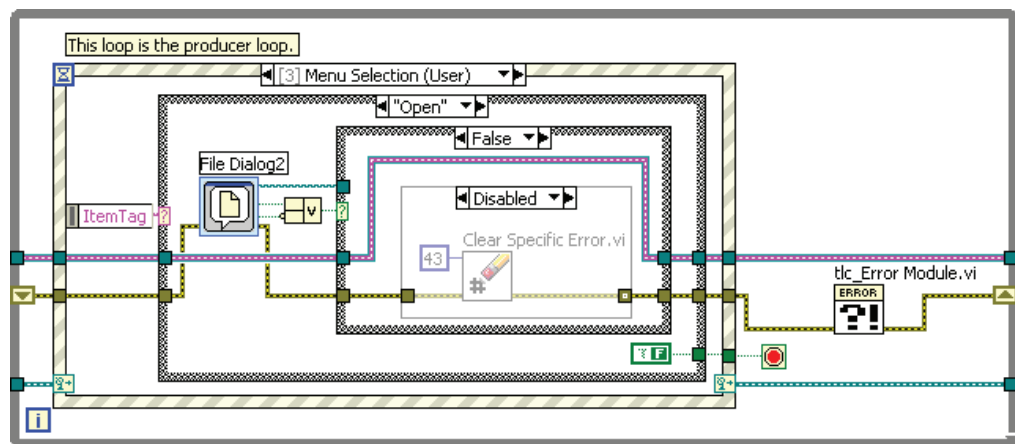 This loop is the producer loop.
[3] Menu Selection (User)
"Open"
False
File Dialog2
Disabled
ItemTag
?
v
?
Clear Specific Error.vi
43
#
tlc_Error Module.vi
ERROR
?!
? F
i